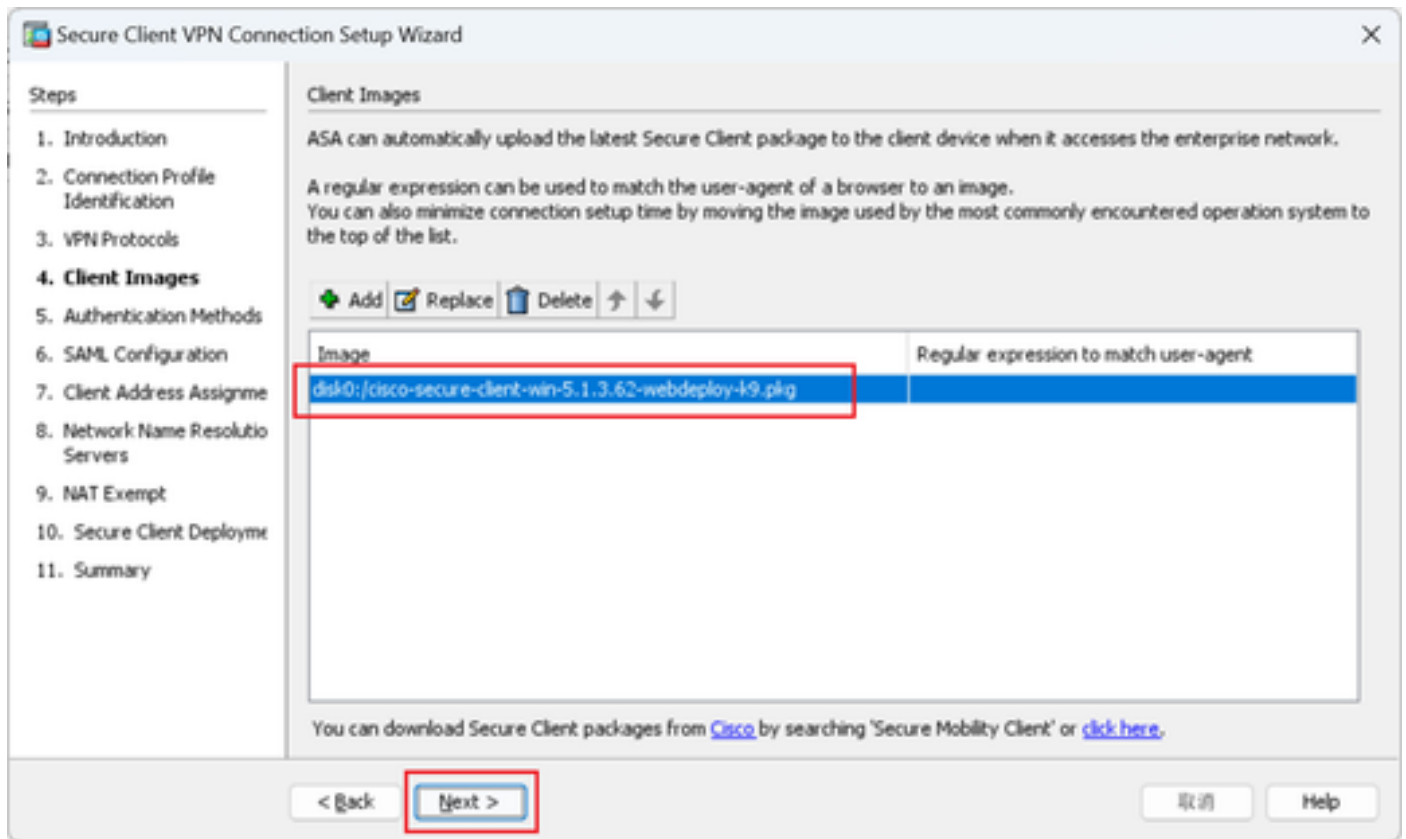 Secure Client VPN Connection Setup Wizard
Steps
1. Introduction
2. Connection Profile
Identification
3. VPN Protocols
4. Client Images
5. Authentication Methods
6. SAML Configuration
7. Client Address Assignme
8. Network Name Resolutio
Servers
9. NAT Exempt
10. Secure Client Deployme
11. Summary
Client Images
ASA can automatically upload the latest Secure Client package to the client device when it accesses the enterprise network.
A regular expression can be used to match the user-agent of a browser to an image.
You can also minimize connection setup time by moving the image used by the most commonly encountered operation system to
the top of the list.
Add Replace Delete
Image Regular expression to match user-agent
disk0:/cisco-secure-client-win-5.1.3.62-webdeploy-k9.pkg
You can download Secure Client packages from Cisco by searching 'Secure Mobility Client' or click here.
< Back Next > 取消 Help